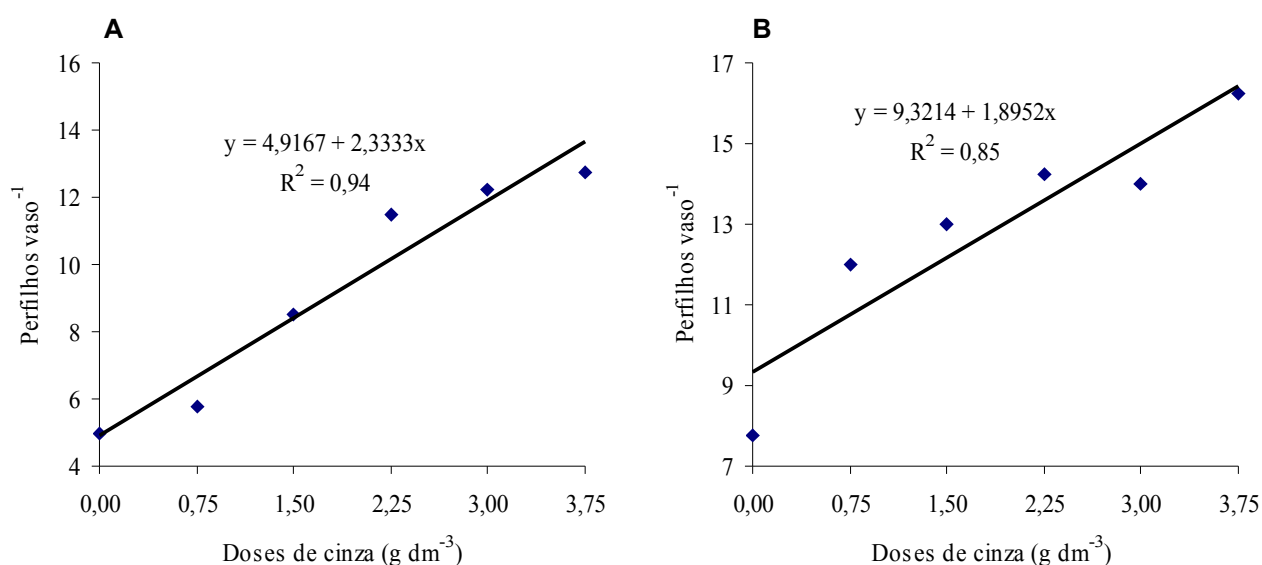 A
16
14
12
10
8
6
4
y = 4,9167 + 2,3333x
R² = 0,94
Perfilhos vaso⁻¹
0,00 0,75 1,50 2,25 3,00 3,75
Doses de cinza (g dm⁻³)
B
17
15
13
11
9
7
y = 9,3214 + 1,8952x
R² = 0,85
Perfilhos vaso⁻¹
0,00 0,75 1,50 2,25 3,00 3,75
Doses de cinza (g dm⁻³)